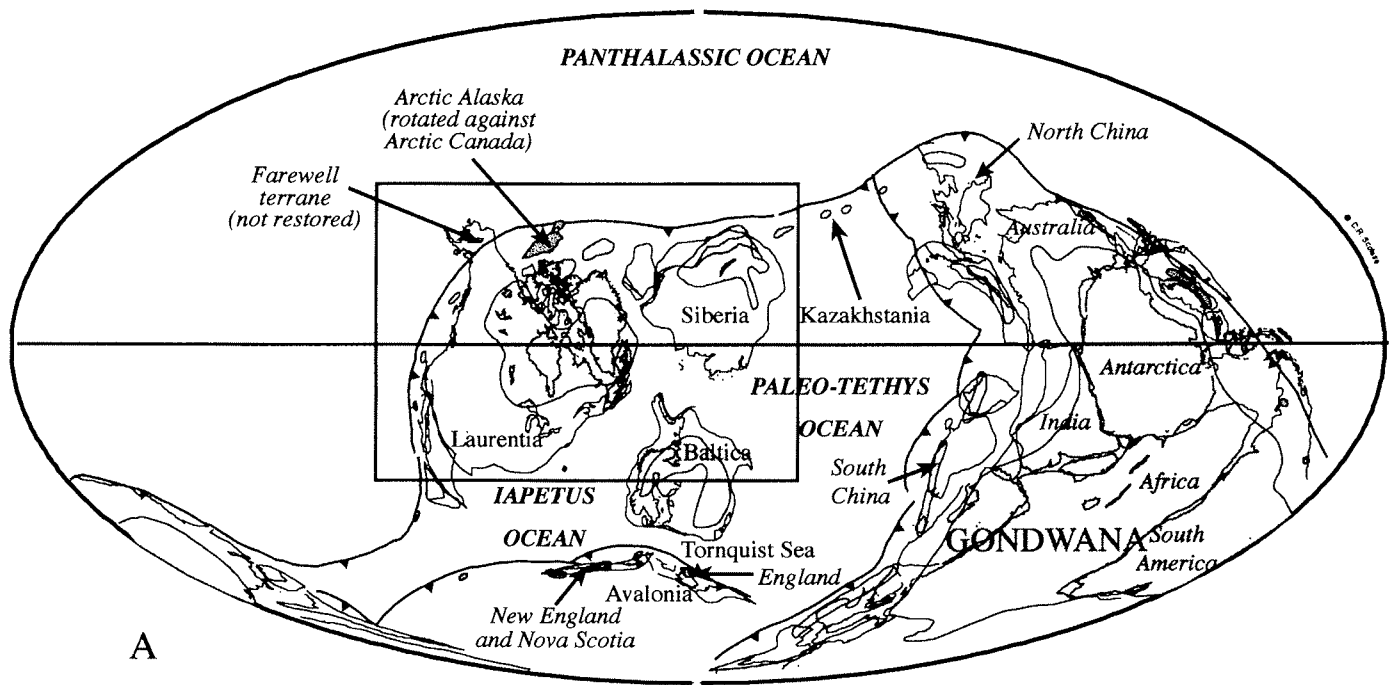 PANTHALASSIC OCEAN
Arctic Alaska
(rotated against
Arctic Canada)
North China
Farewell
terrane
(not restored)
Australia
Siberia
Kazakhstania
Antarctica
PALEO-TETHYS
OCEAN
India
Laurentia
Baltica
South
China
Africa
IAPETUS
OCEAN
GONDWANA
South
America
Tornquist Sea
England
Avalonia
New England
and Nova Scotia
A